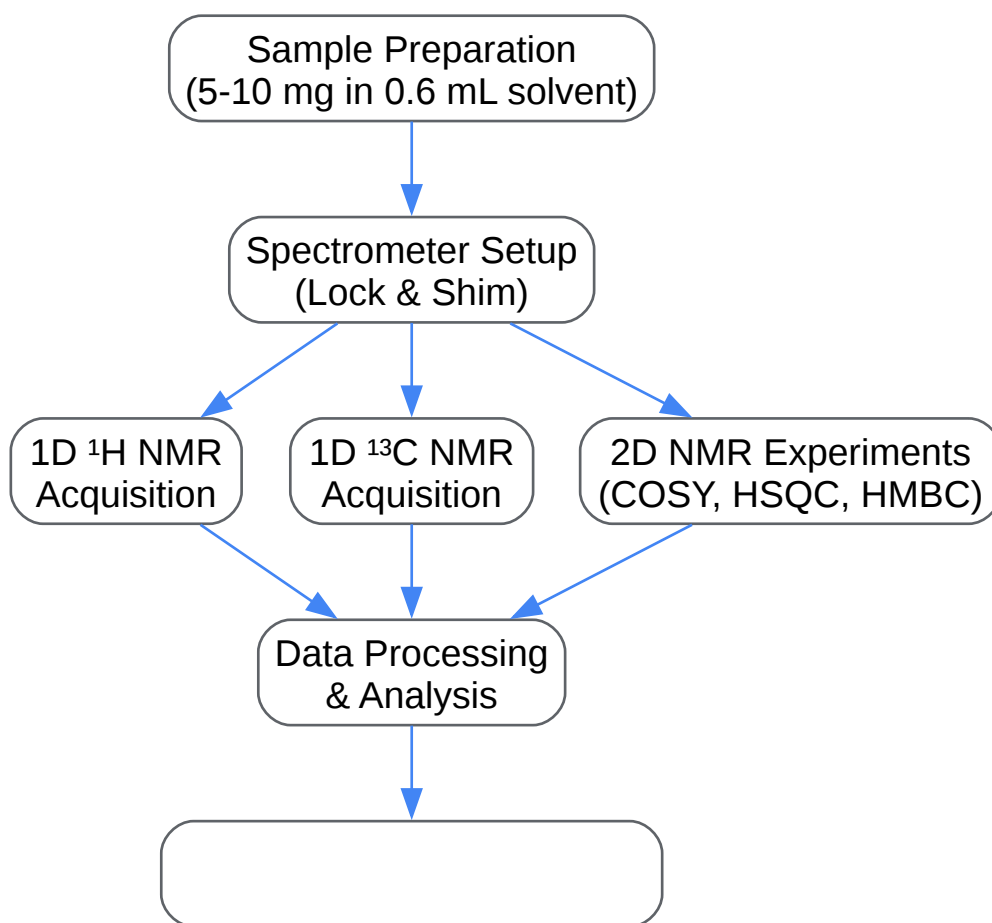 Sample Preparation
(5-10 mg in 0.6 mL solvent)
Spectrometer Setup
(Lock & Shim)
1D ¹H NMR
Acquisition
1D ¹³C NMR
Acquisition
2D NMR Experiments
(COSY, HSQC, HMBC)
Data Processing
& Analysis